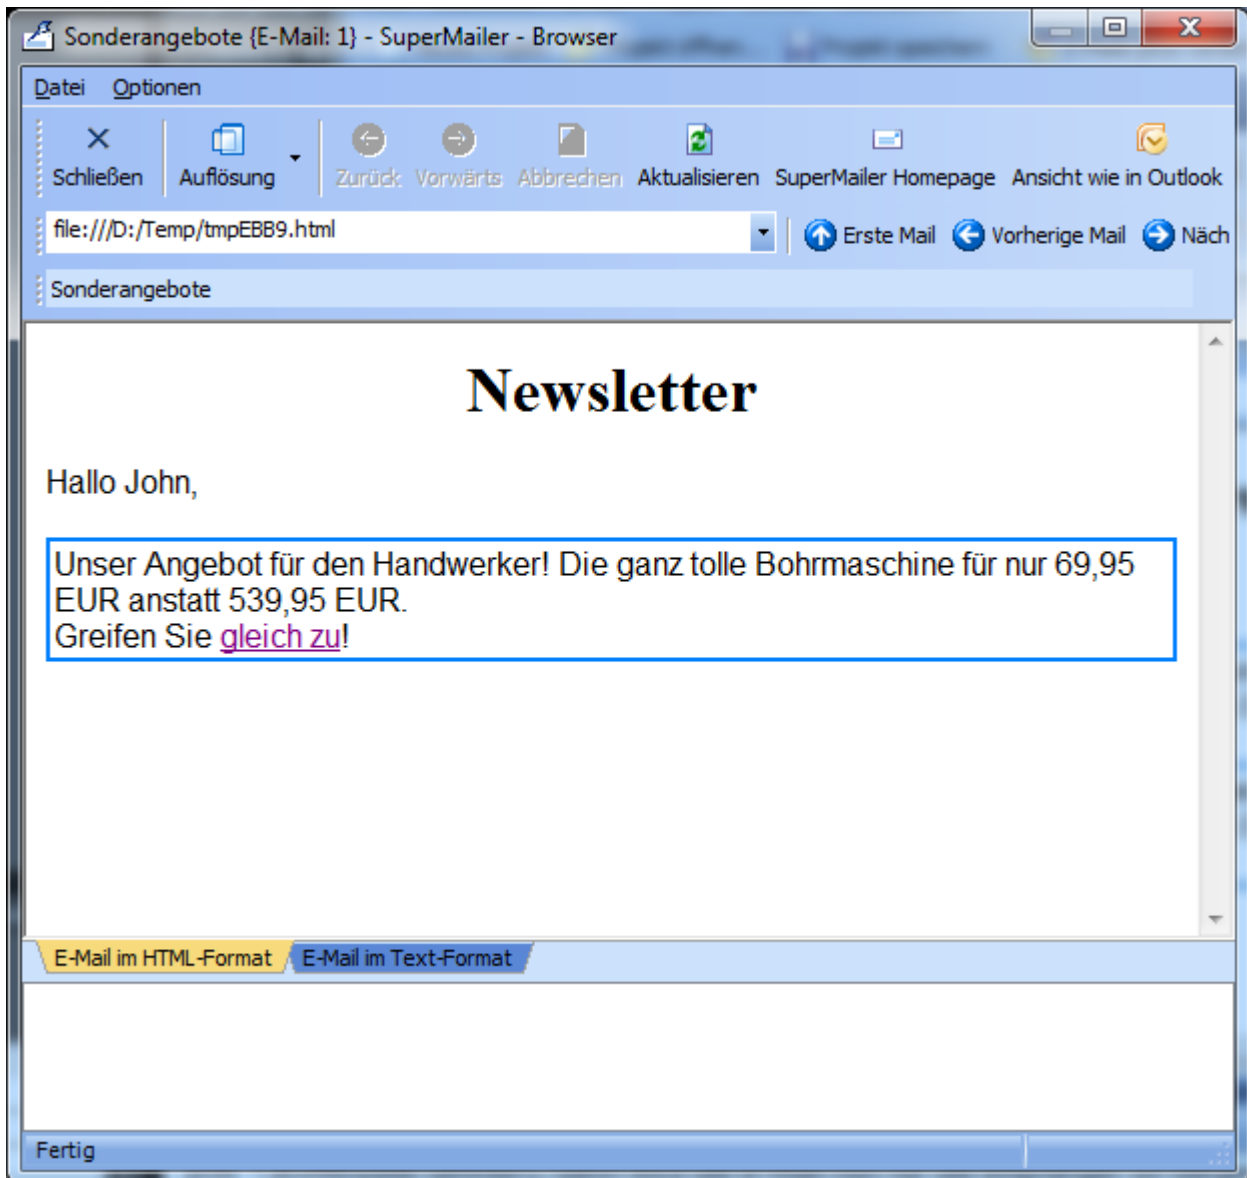 Sonderangebote {E-Mail: 1} - SuperMailer - Browser
Datei Optionen
Schließen Auflösung Zurück Vorwärts Abbrechen Aktualisieren SuperMailer Homepage Ansicht wie in Outlook
file:///D:/Temp/tmpEBB9.html Erste Mail Vorherige Mail Näch
Sonderangebote
Newsletter
Hallo John,
Unser Angebot für den Handwerker! Die ganz tolle Bohrmaschine für nur 69,95
EUR anstatt 539,95 EUR.
Greifen Sie gleich zu!
E-Mail im HTML-Format E-Mail im Text-Format
Fertig